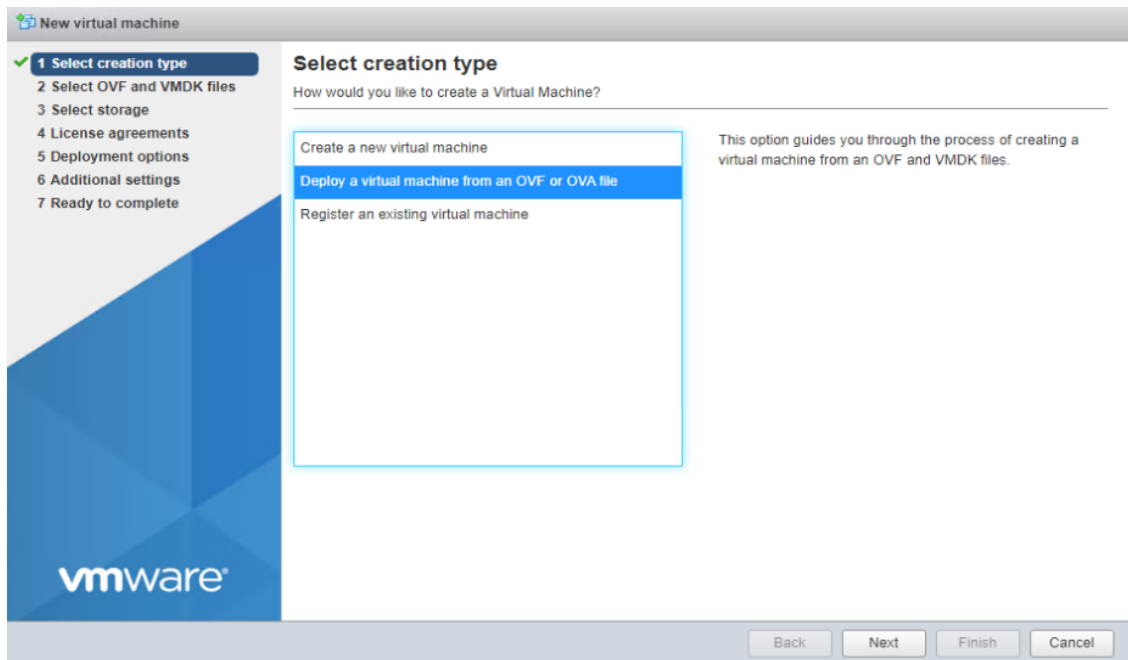 New virtual machine
1 Select creation type
2 Select OVF and VMDK files
3 Select storage
4 License agreements
5 Deployment options
6 Additional settings
7 Ready to complete
vmware®
Select creation type
How would you like to create a Virtual Machine?
Create a new virtual machine
Deploy a virtual machine from an OVF or OVA file
Register an existing virtual machine
This option guides you through the process of creating a
virtual machine from an OVF and VMDK files.
Back Next Finish Cancel